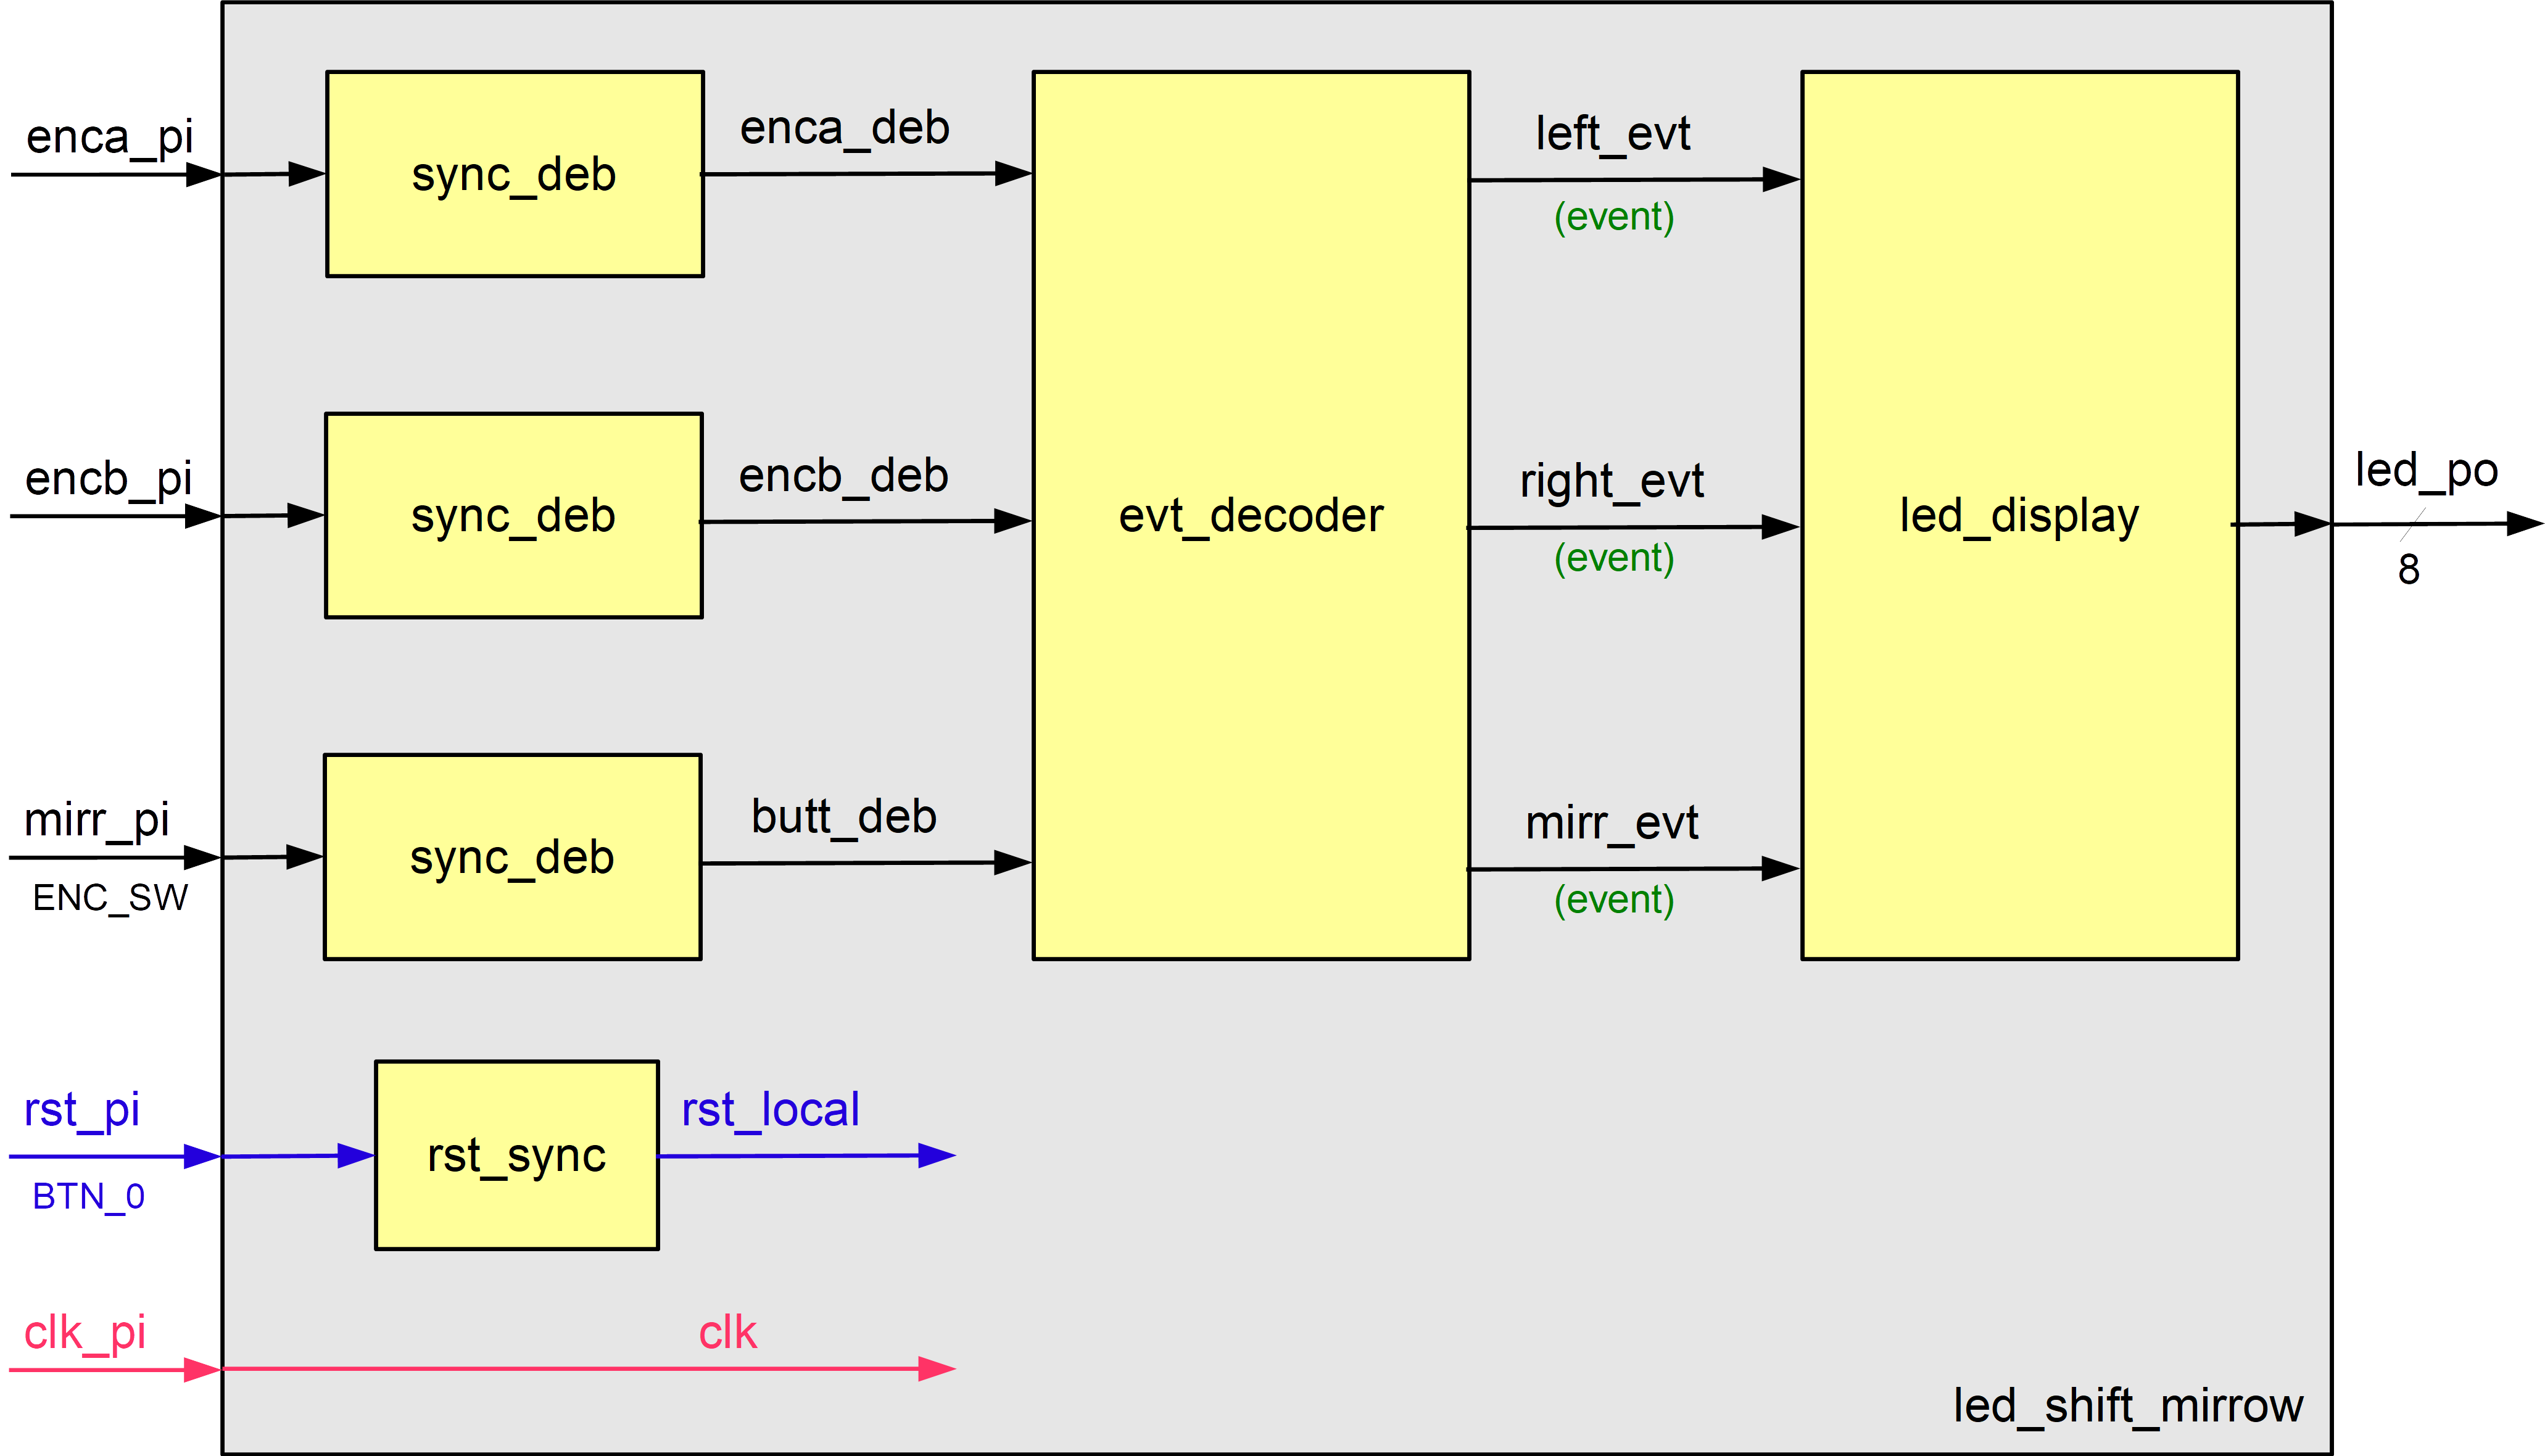 enca_pi
sync_deb
enca_deb
left_evt
(event)
encb_pi
sync_deb
encb_deb
evt_decoder
right_evt
(event)
led_display
led_po
8
mirr_pi
ENC_SW
sync_deb
butt_deb
mirr_evt
(event)
rst_pi
BTN_0
rst_sync
rst_local
clk_pi
clk
led_shift_mirrow